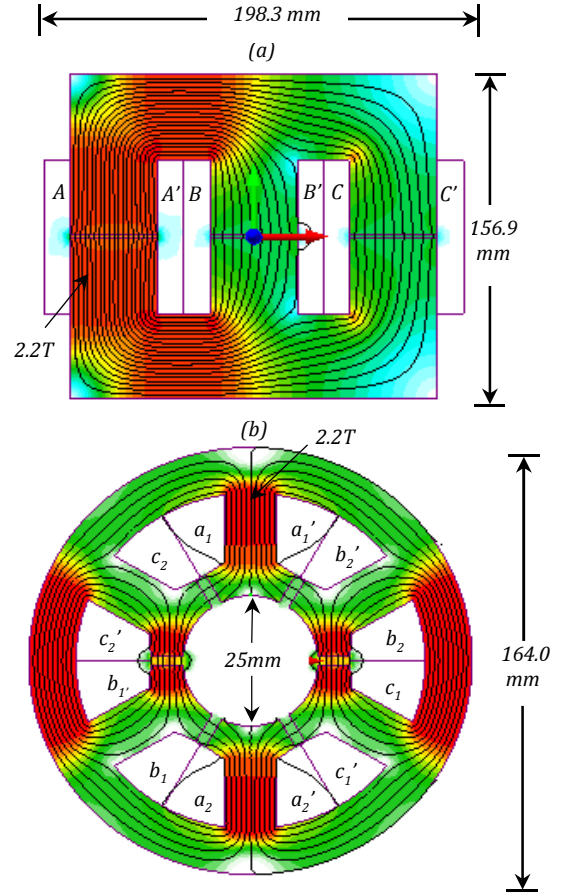 198.3 mm
(a)
A A’ B B’ C C’
156.9
mm
2.2T
(b)
2.2T
a1 a1’
c2 b2’
c2’ b2
25mm
164.0
mm
b1’ c1
b1 c1’
a2 a2’